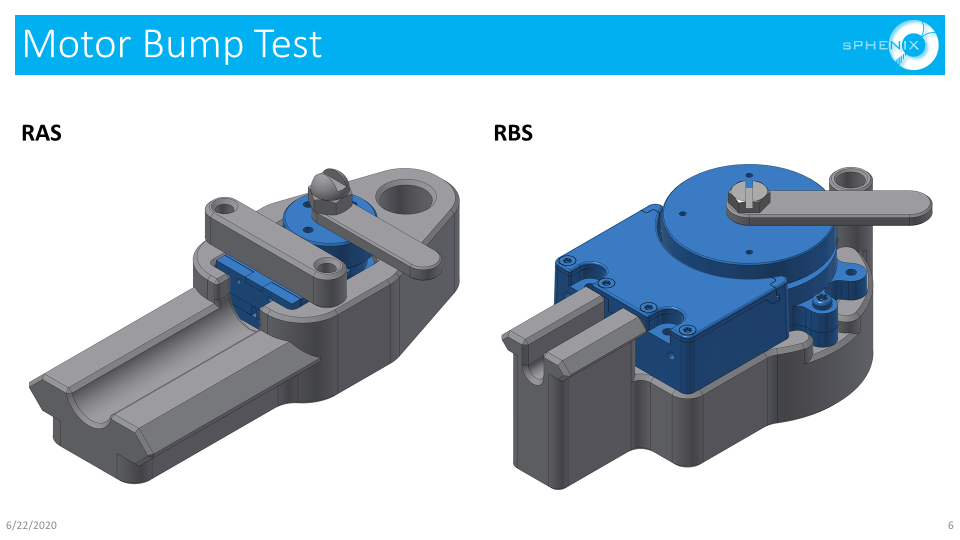 Motor Bump Test
sPHENIX
RAS
RBS
6/22/2020
6